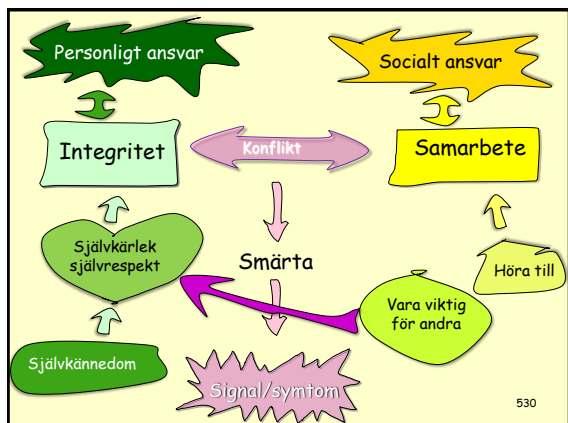 Personligt ansvar
Socialt ansvar
Integritet
Konflikt
Samarbete
Självkärlek
självrespekt
Smärta
Höra till
Vara viktig
för andra
Självkännedom
Signal/symtom
530